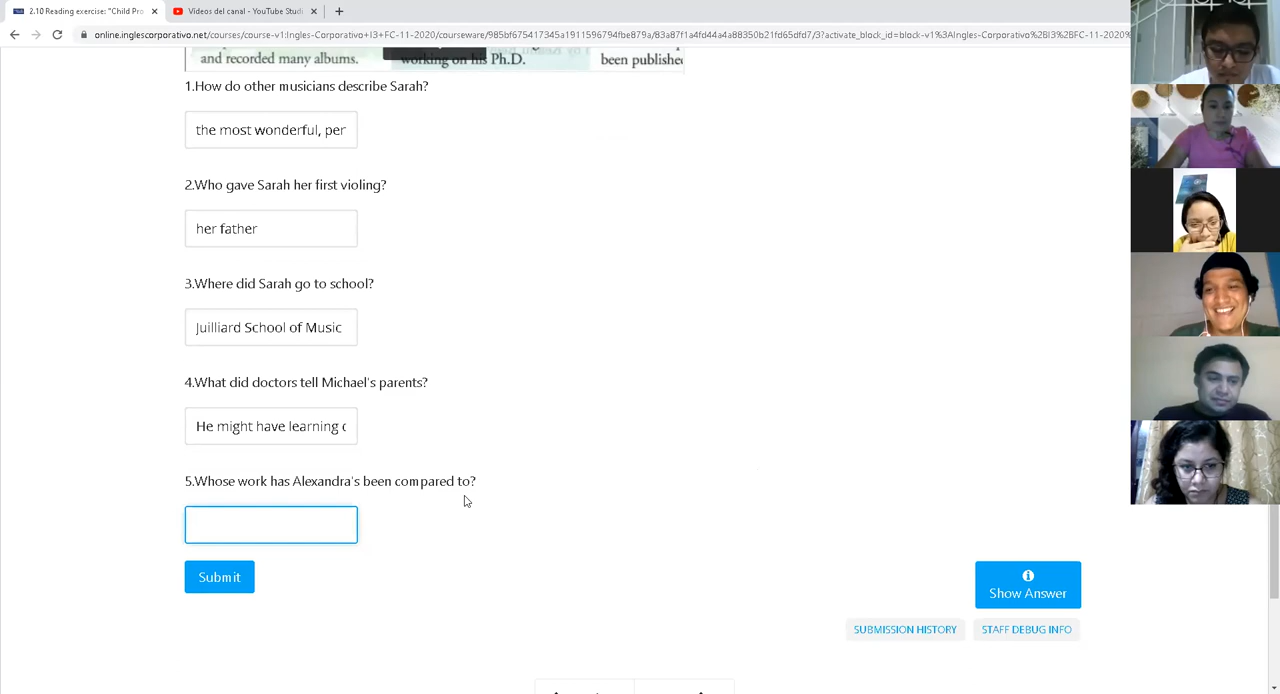 2.10 Reading exercise: "Child Pro
Videos del canal - YouTube Studi
online.inglescorporativo.net/courses/course-v1:Ingles-Corporativo+I3+FC-11-2020/courseware/985bf675417345a1911596794fbe879a/83a87f1a4fd44a4a88350b21fd65dfd7/3?activate_block_id=block-v1%3AIngles-Corporativo%2BI3%2BFC-11-2020%
and recorded many albums.
working on his Ph.D.
been publishe
1.How do other musicians describe Sarah?
the most wonderful, per
2.Who gave Sarah her first violing?
her father
3.Where did Sarah go to school?
Juilliard School of Music
4.What did doctors tell Michael's parents?
He might have learning
5.Whose work has Alexandra's been compared to?
Submit
Show Answer
SUBMISSION HISTORY
STAFF DEBUG INFO